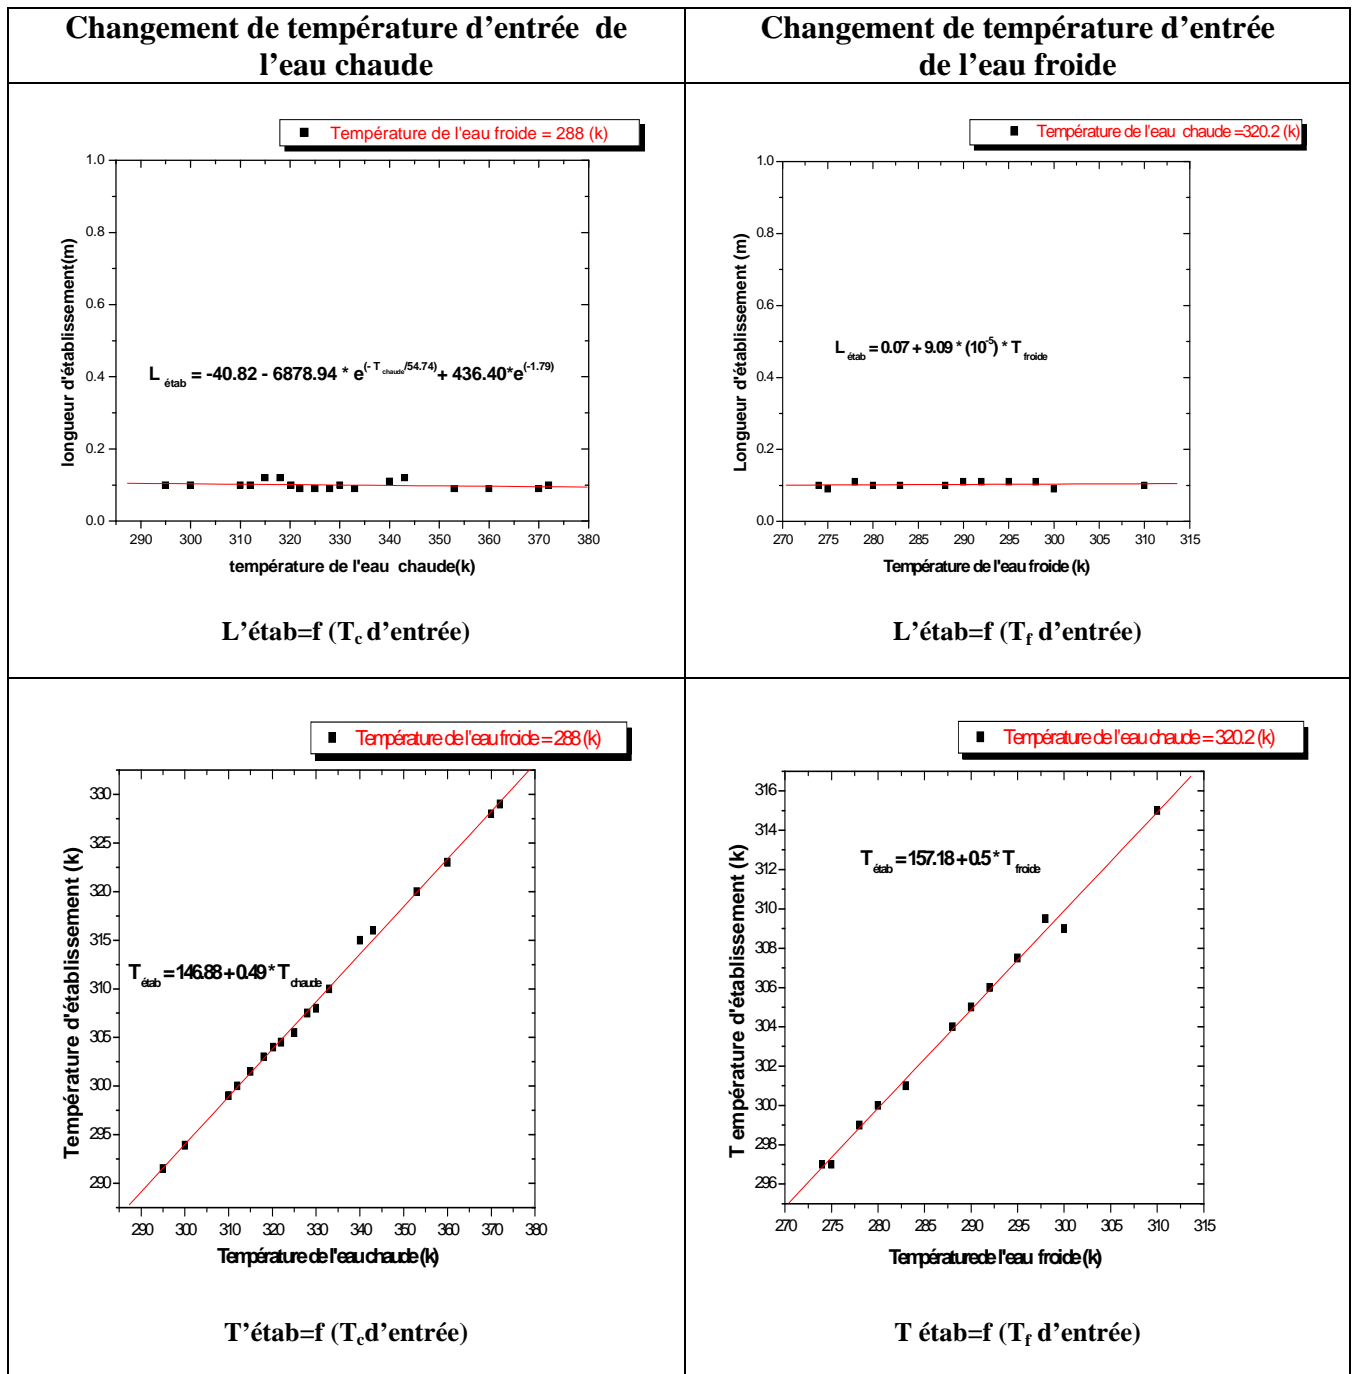 Changement de température d'entrée de
l'eau chaude
Changement de température d'entrée
de l'eau froide
Température de l'eau froide = 288 (k)
1.0
0.8
0.6
0.4
0.2
0.0
longueur d'établissement(m)
L étab = -40.82 - 6878.94 * e(- T chaude/54.74)+ 436.40*e(-1.79)
290 300 310 320 330 340 350 360 370 380
température de l'eau chaude(k)
L'étab=f (Tc d'entrée)
Température de l'eau chaude =320.2 (k)
1.0
0.8
0.6
0.4
0.2
0.0
Longueur d'établissement (m)
L étab = 0.07 + 9.09 * (10-5) * T froide
270 275 280 285 290 295 300 305 310 315
Température de l'eau froide (k)
L'étab=f (Tf d'entrée)
Température de l'eau froide = 288 (k)
330
325
320
315
310
305
300
295
290
Température d'établissement (k)
T étab = 146.88 + 0.49 * T chaude
290 300 310 320 330 340 350 360 370 380
Température de l'eau chaude (k)
T'étab=f (Tcd'entrée)
Température de l'eau chaude = 320.2 (k)
316
314
312
310
308
306
304
302
300
298
296
T empérature d'établissement (k)
T étab = 157.18 + 0.5 * T froide
270 275 280 285 290 295 300 305 310 315
Température de l'eau froide (k)
T étab=f (Tf d'entrée)